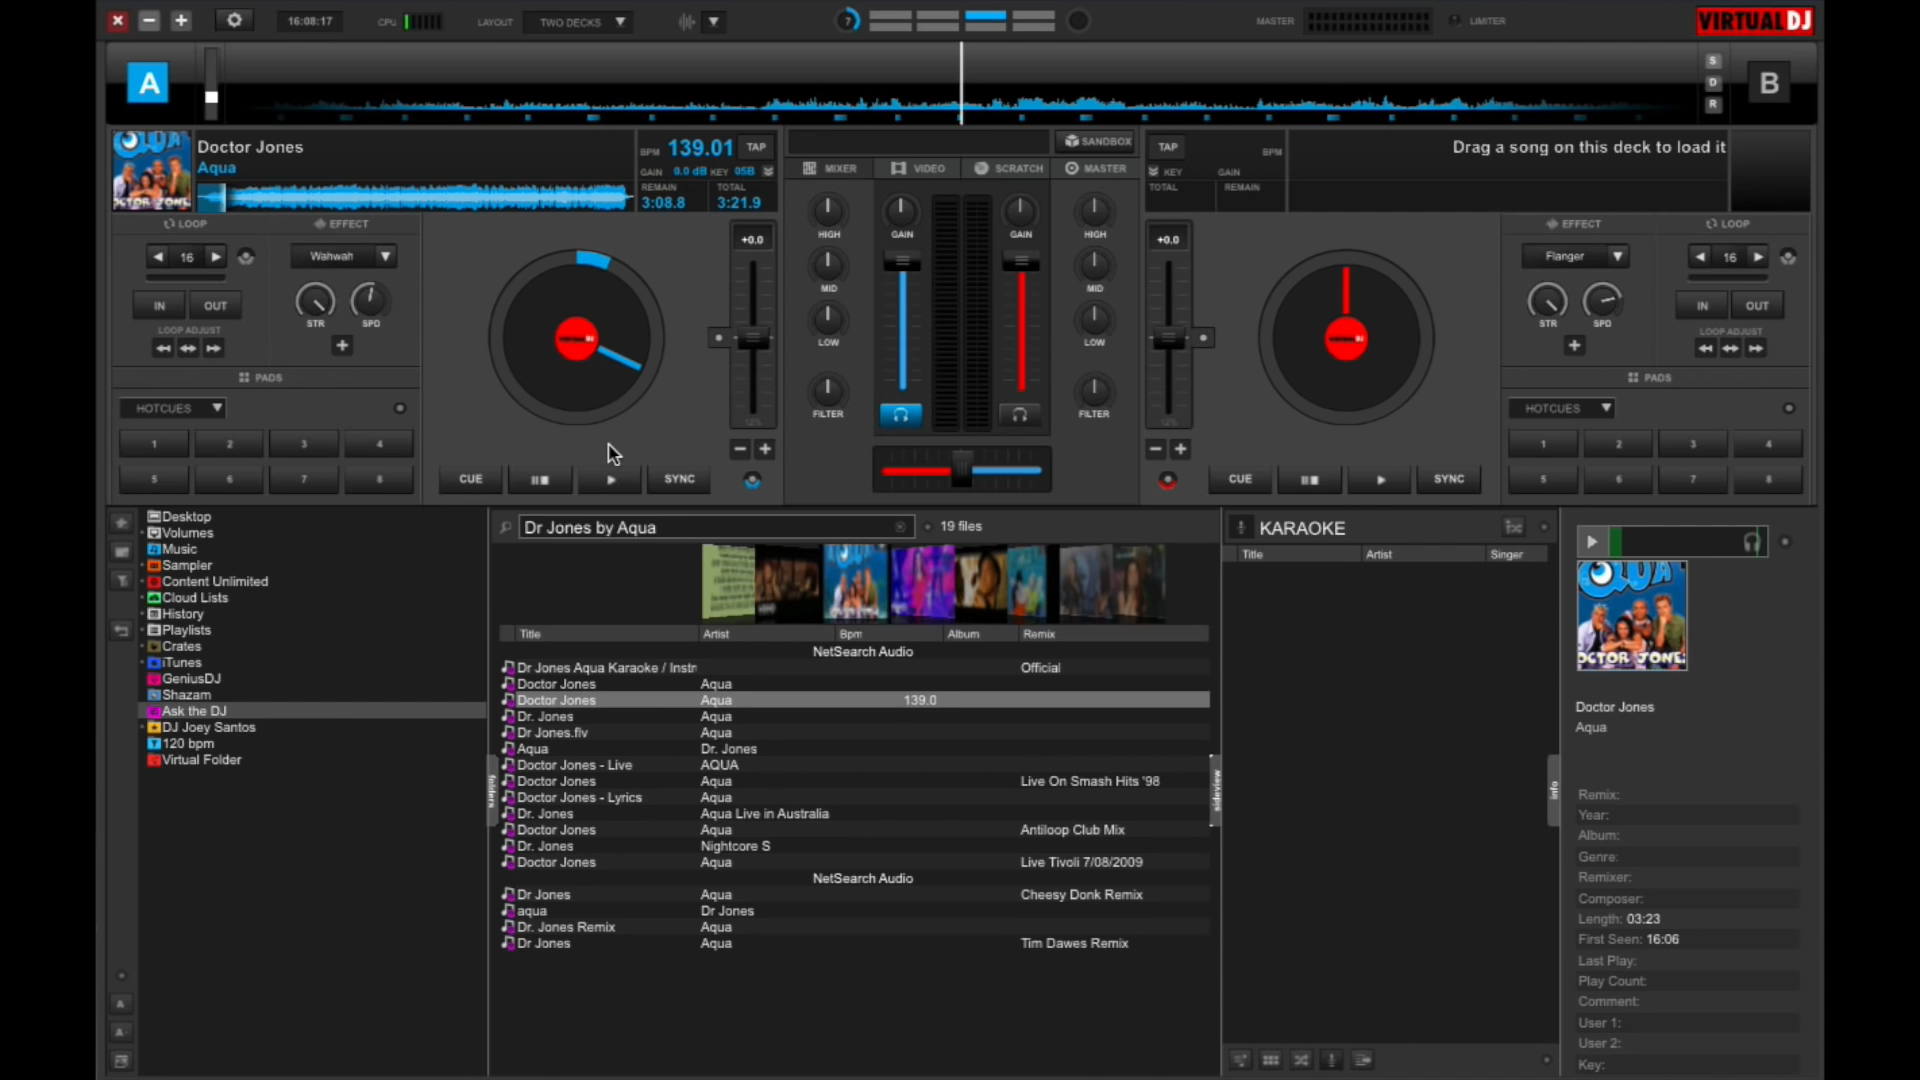 16:08:17
CPU
LAYOUT
TWO DECKS
?
MASTER
LIMITER
VIRTUALDJ
A
S
D
R
B
Doctor Jones
Aqua
BPM 139.01 TAP
GAIN 0.0 dB KEY 05B
REMAIN TOTAL
3:08.8 3:21.9
SANDBOX
MIXER VIDEO SCRATCH MASTER
TAP BPM
KEY GAIN
TOTAL REMAIN
Drag a song on this deck to load it
LOOP EFFECT
16 Wahwah
IN OUT
STR SPD
LOOP ADJUST
PADS
HOTCUES
1 2 3 4
5 6 7 8
+0.0
CUE SYNC
HIGH GAIN GAIN HIGH
MID MID
LOW LOW
FILTER FILTER
+0.0
CUE SYNC
EFFECT LOOP
Flanger 16
IN OUT
STR SPD
LOOP ADJUST
PADS
HOTCUES
1 2 3 4
5 6 7 8
Desktop
Volumes
Music
Sampler
Content Unlimited
Cloud Lists
History
Playlists
Crates
iTunes
GeniusDJ
Shazam
Ask the DJ
DJ Joey Santos
120 bpm
Virtual Folder
folders
Dr Jones by Aqua
19 files
Title Artist Bpm Album Remix
NetSearch Audio
Dr Jones Aqua Karaoke / Instr Official
Doctor Jones Aqua
Doctor Jones Aqua 139.0
Dr. Jones Aqua
Dr Jones.flv Aqua
Aqua Dr. Jones
Doctor Jones - Live AQUA
Doctor Jones Aqua Live On Smash Hits '98
Doctor Jones - Lyrics Aqua
Dr. Jones Aqua Live in Australia
Doctor Jones Aqua Antiloop Club Mix
Dr. Jones Nightcore S
Doctor Jones Aqua Live Tivoli 7/08/2009
NetSearch Audio
Dr Jones Aqua Cheesy Donk Remix
aqua Dr Jones
Dr. Jones Remix Aqua
Dr Jones Aqua Tim Dawes Remix
sideview
KARAOKE
Title Artist Singer
info
DOCTOR JONES
Doctor Jones
Aqua
Remix:
Year:
Album:
Genre:
Remixer:
Composer:
Length: 03:23
First Seen: 16:06
Last Play:
Play Count:
Comment:
User 1:
User 2:
Key: